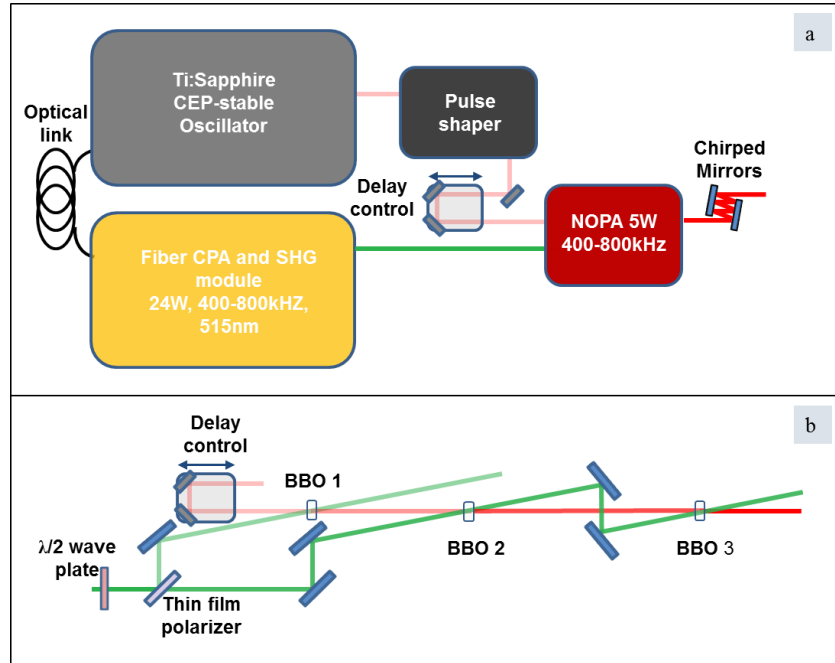 a
Ti:Sapphire
CEP-stable
Oscillator
Optical
link
Pulse
shaper
Chirped
Mirrors
Delay
control
NOPA 5W
400-800kHz
Fiber CPA and SHG
module
24W, 400-800kHZ,
515nm
b
Delay
control
BBO 1
BBO 2
BBO 3
λ/2 wave
plate
Thin film
polarizer